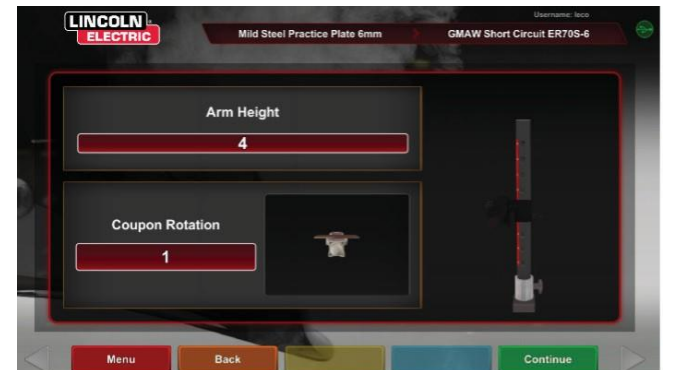 Username: leco
LINCOLN
ELECTRIC
Mild Steel Practice Plate 6mm
GMAW Short Circuit ER70S-6
Arm Height
4
Coupon Rotation
1
Menu
Back
Continue